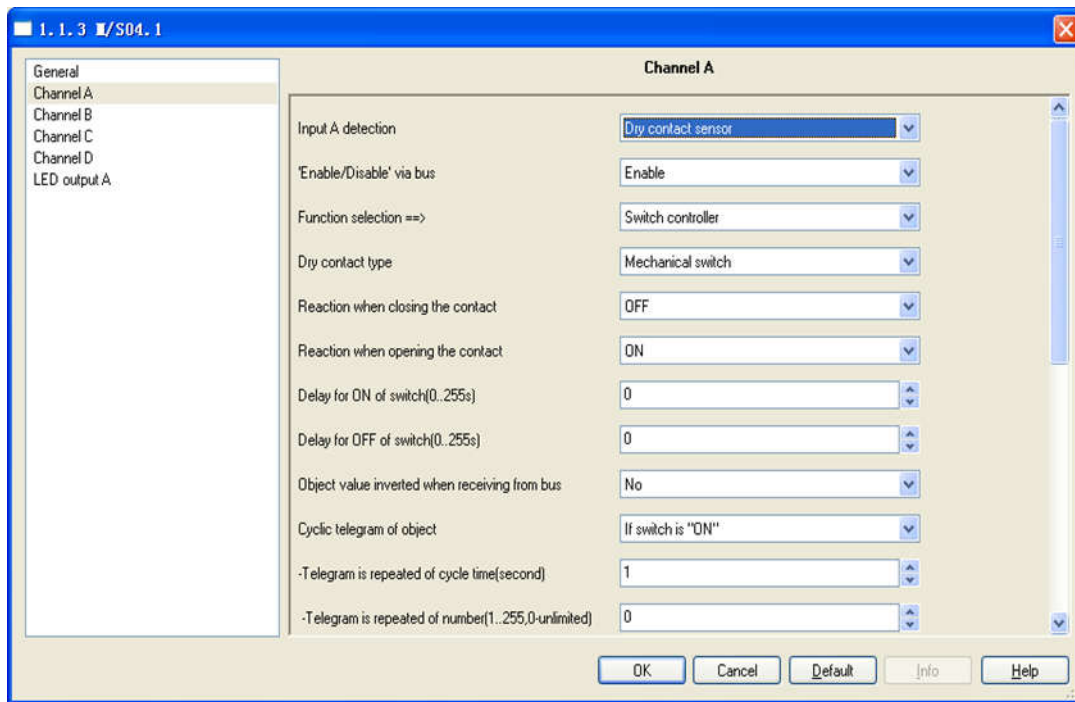 1.1.3 Ⅲ/S04.1
General
Channel A
Channel B
Channel C
Channel D
LED output A
Channel A
Input A detection Dry contact sensor
'Enable/Disable' via bus Enable
Function selection ==> Switch controller
Dry contact type Mechanical switch
Reaction when closing the contact OFF
Reaction when opening the contact ON
Delay for ON of switch(0..255s) 0
Delay for OFF of switch(0..255s) 0
Object value inverted when receiving from bus No
Cyclic telegram of object If switch is "ON"
-Telegram is repeated of cycle time(second) 1
-Telegram is repeated of number(1..255,0-unlimited) 0
OK Cancel Default Info Help